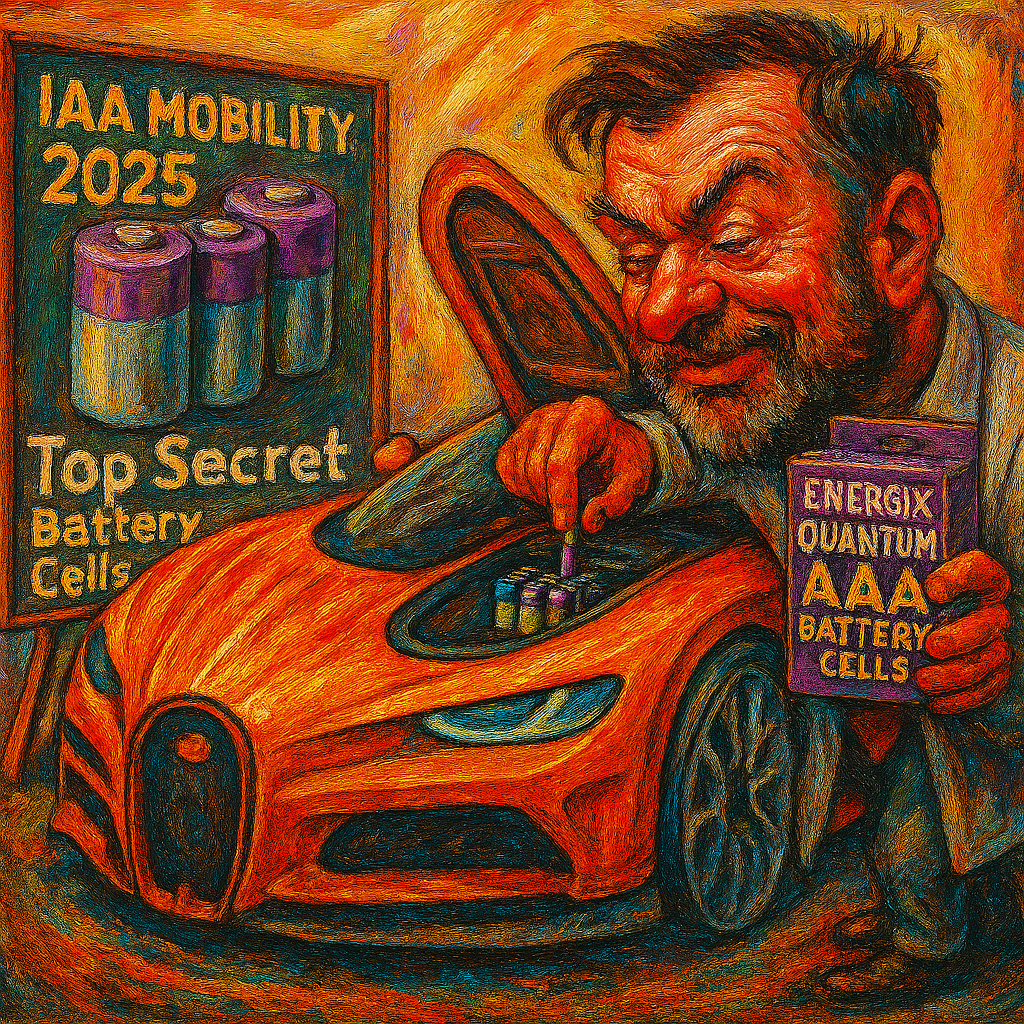 IAA MOBILITY
2025
Top Secret
Battery
Cells
ENERGIX
QUANTUM
AAA
BATTERY
CELLS